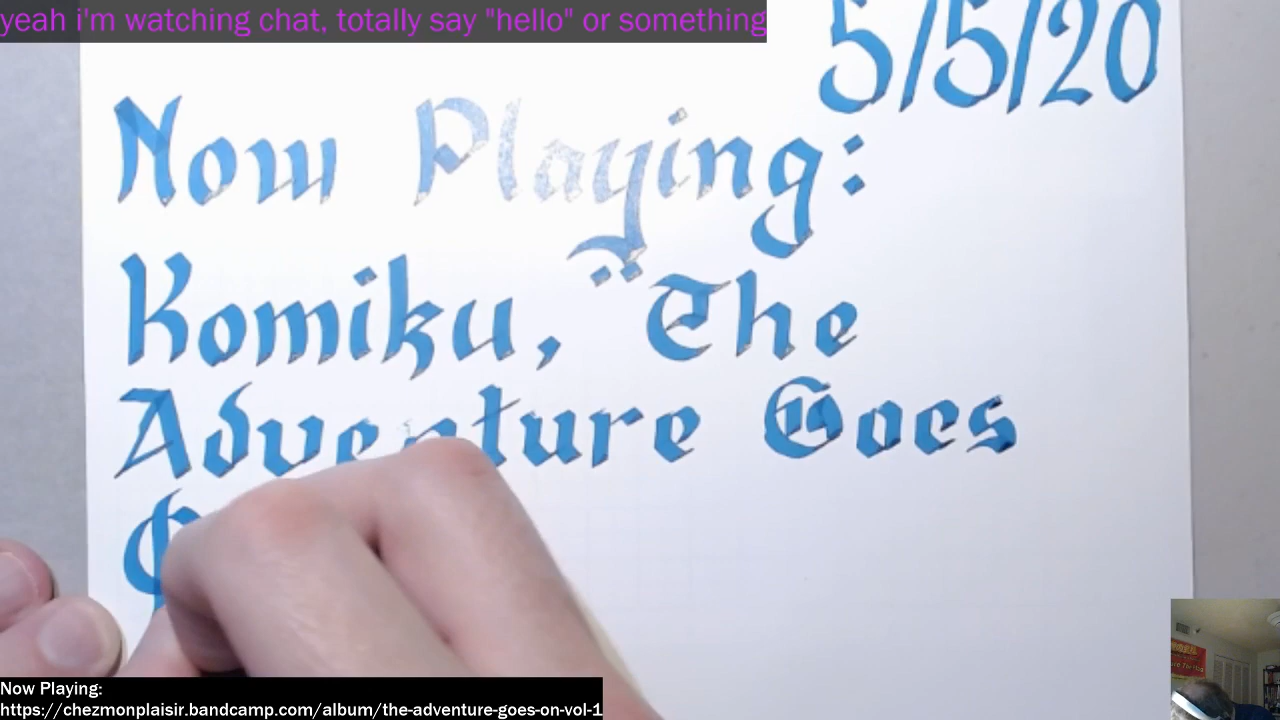 yeah i'm watching chat, totally say "hello" or something
5/5/20
Now Playing:
Komiku, "The
Adventure Goes
O
Now Playing:
https://chezmonplaisir.bandcamp.com/album/the-adventure-goes-on-vol-1